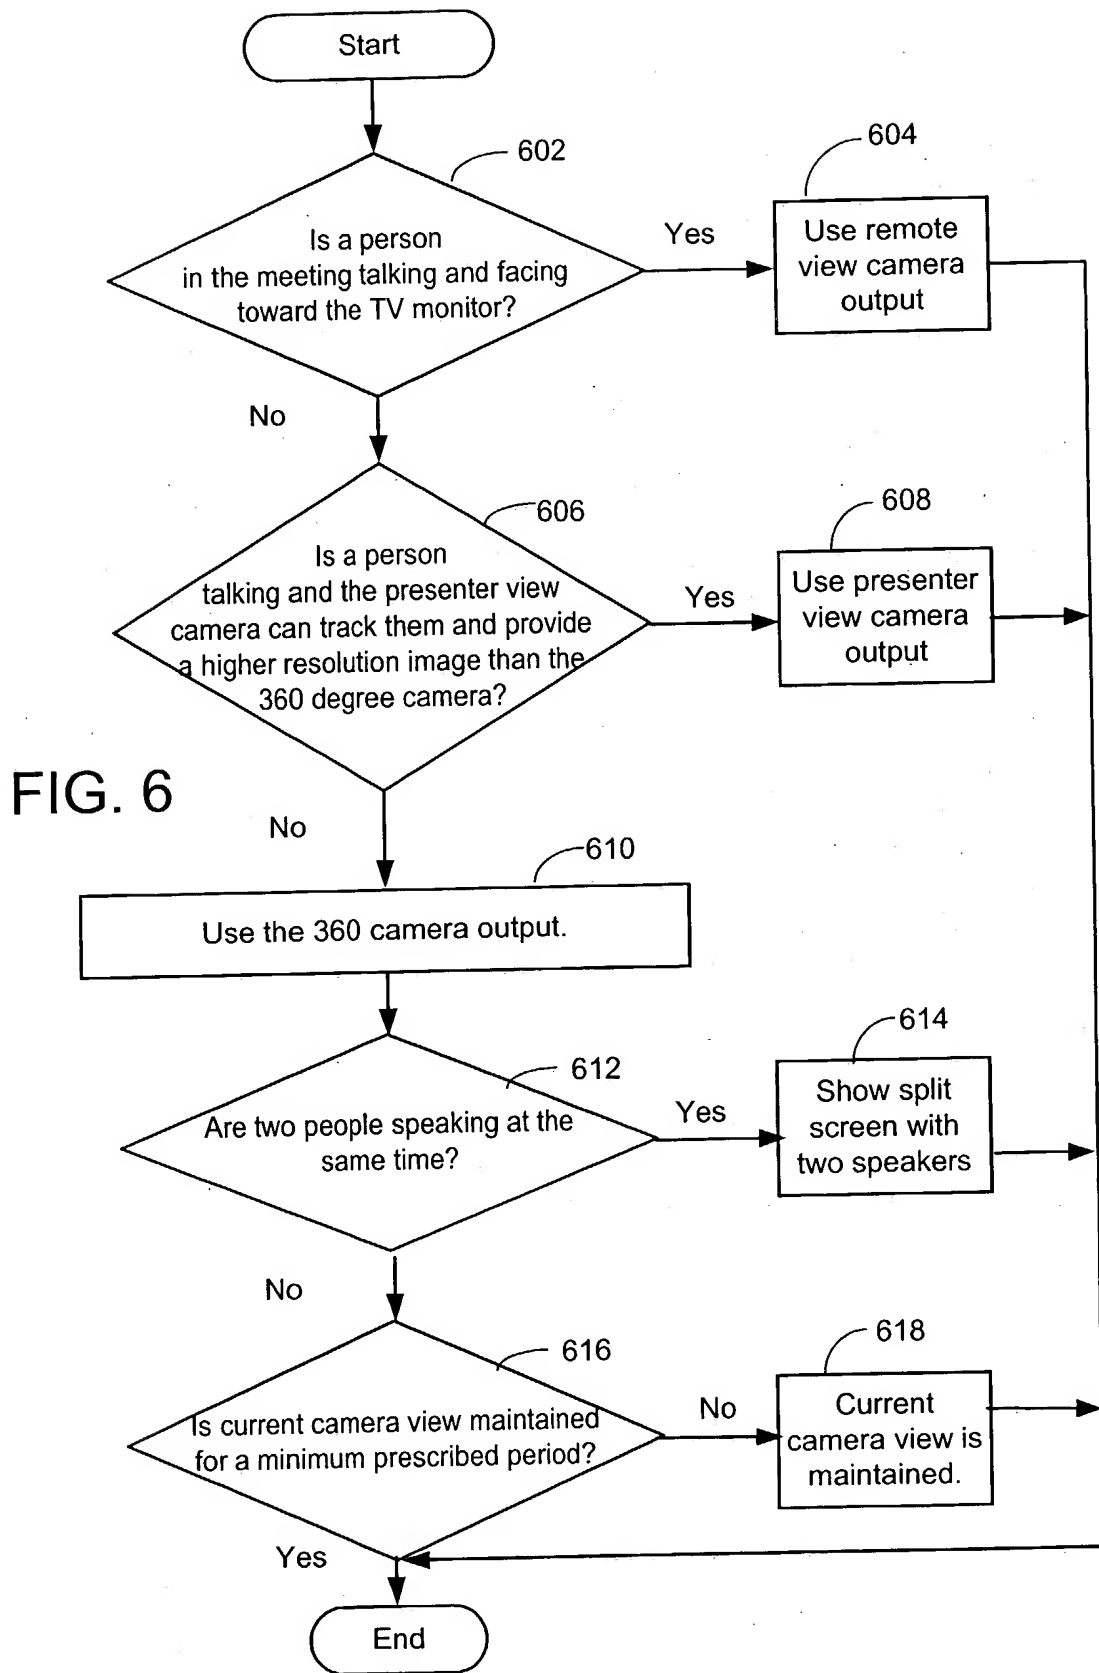 Start
602
Is a person
in the meeting talking and facing
toward the TV monitor?
Yes
604
Use remote
view camera
output
No
606
Is a person
talking and the presenter view
camera can track them and provide
a higher resolution image than the
360 degree camera?
Yes
608
Use presenter
view camera
output
FIG. 6
No
610
Use the 360 camera output.
612
Are two people speaking at the
same time?
Yes
614
Show split
screen with
two speakers
No
616
Is current camera view maintained
for a minimum prescribed period?
No
618
Current
camera view is
maintained.
Yes
End